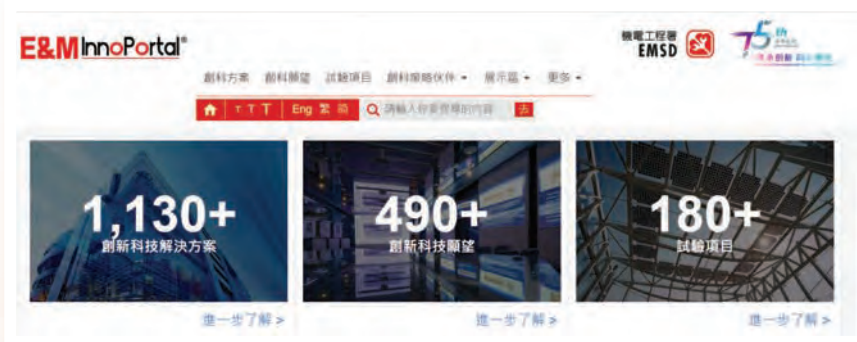 E&M InnoPortal
機電工程署
EMSD
75
創科方案 創科願望 試驗項目 創科策略伙伴 展示區 更多
T T T Eng 繁 簡 請輸入你要搜尋的內容 去
1,130+
創新科技解決方案
490+
創新科技願望
180+
試驗項目
進一步了解 >
進一步了解 >
進一步了解 >